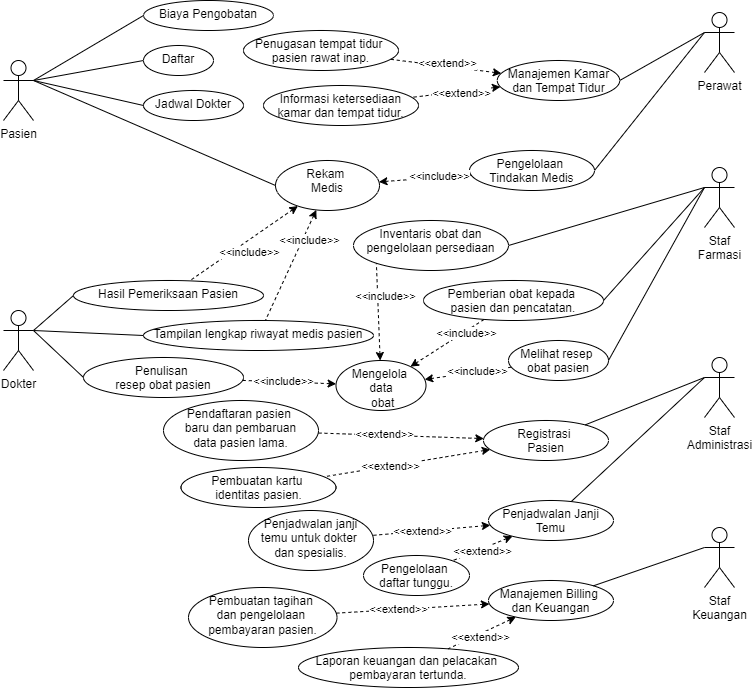 Biaya Pengobatan
Daftar
Jadwal Dokter
Pasien
Penugasan tempat tidur
pasien rawat inap.
<<extend>>
Informasi ketersediaan
kamar dan tempat tidur.
<<extend>>
Manajemen Kamar
dan Tempat Tidur
Perawat
Rekam
Medis
<<include>>
Pengelolaan
Tindakan Medis
<<include>>
<<include>>
Inventaris obat dan
pengelolaan persediaan
Staf
Farmasi
Hasil Pemeriksaan Pasien
<<include>>
Pemberian obat kepada
pasien dan pencatatan.
Tampilan lengkap riwayat medis pasien
<<include>>
Dokter
Penulisan
resep obat pasien
<<include>>
Mengelola
data
obat
<<include>>
Melihat resep
obat pasien
Pendaftaran pasien
baru dan pembaruan
data pasien lama.
<<extend>>
Registrasi
Pasien
Staf
Administrasi
Pembuatan kartu
identitas pasien.
<<extend>>
Penjadwalan janji
temu untuk dokter
dan spesialis.
<<extend>>
Penjadwalan Janji
Temu
<<extend>>
Pengelolaan
daftar tunggu.
Pembuatan tagihan
dan pengelolaan
pembayaran pasien.
<<extend>>
Manajemen Billing
dan Keuangan
Staf
Keuangan
<<extend>>
Laporan keuangan dan pelacakan
pembayaran tertunda.